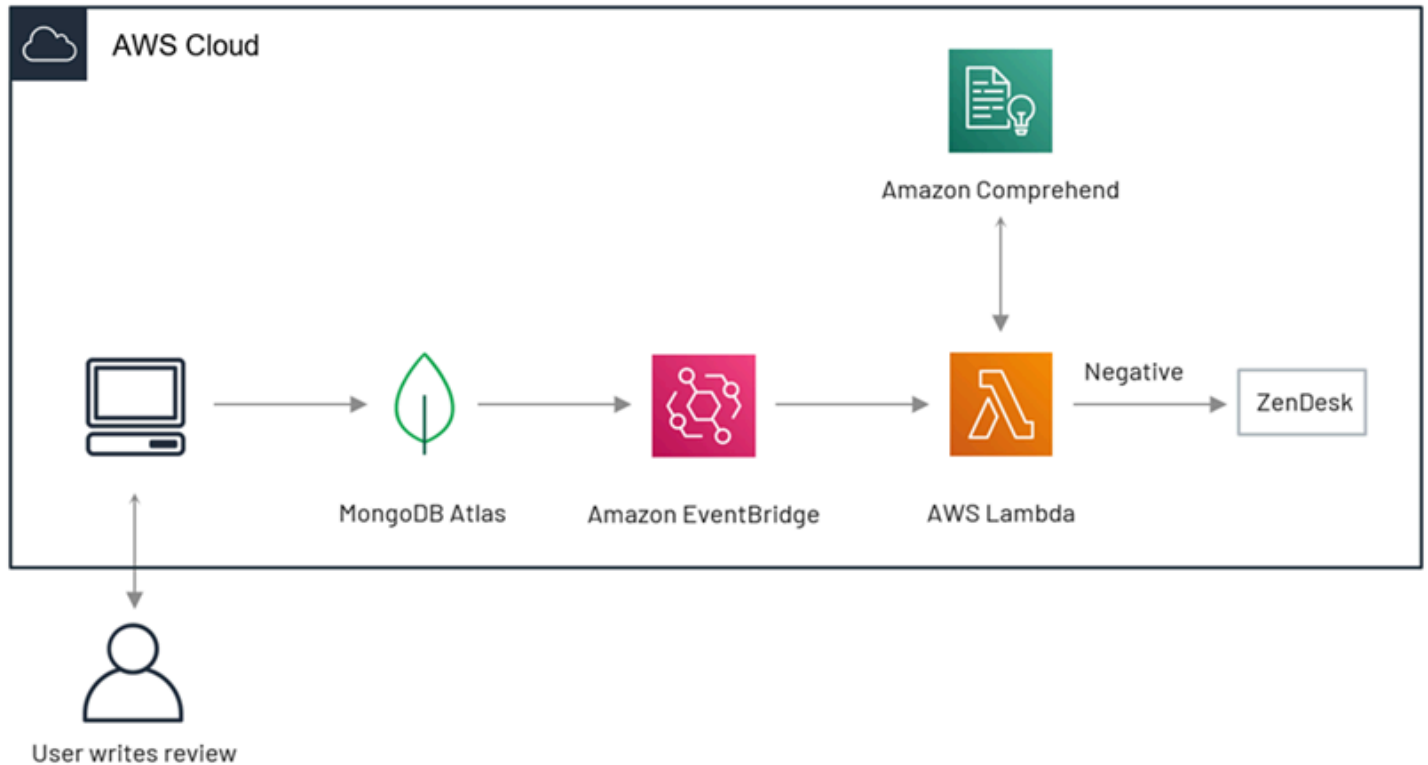 AWS Cloud
Amazon Comprehend
Negative
ZenDesk
MongoDB Atlas
Amazon EventBridge
AWS Lambda
User writes review